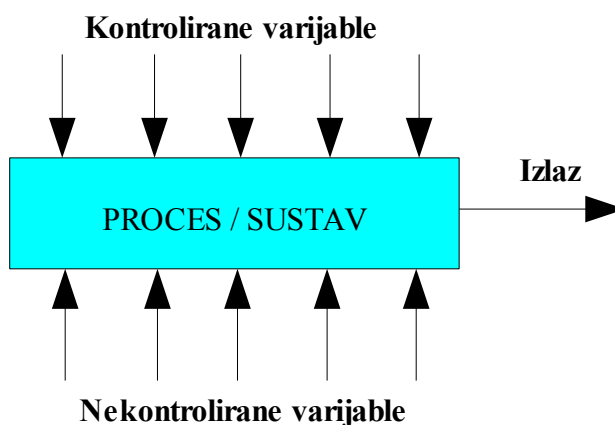 Kontrolirane varijable
Izlaz
PROCES / SUSTAV
Nekontrolirane varijable